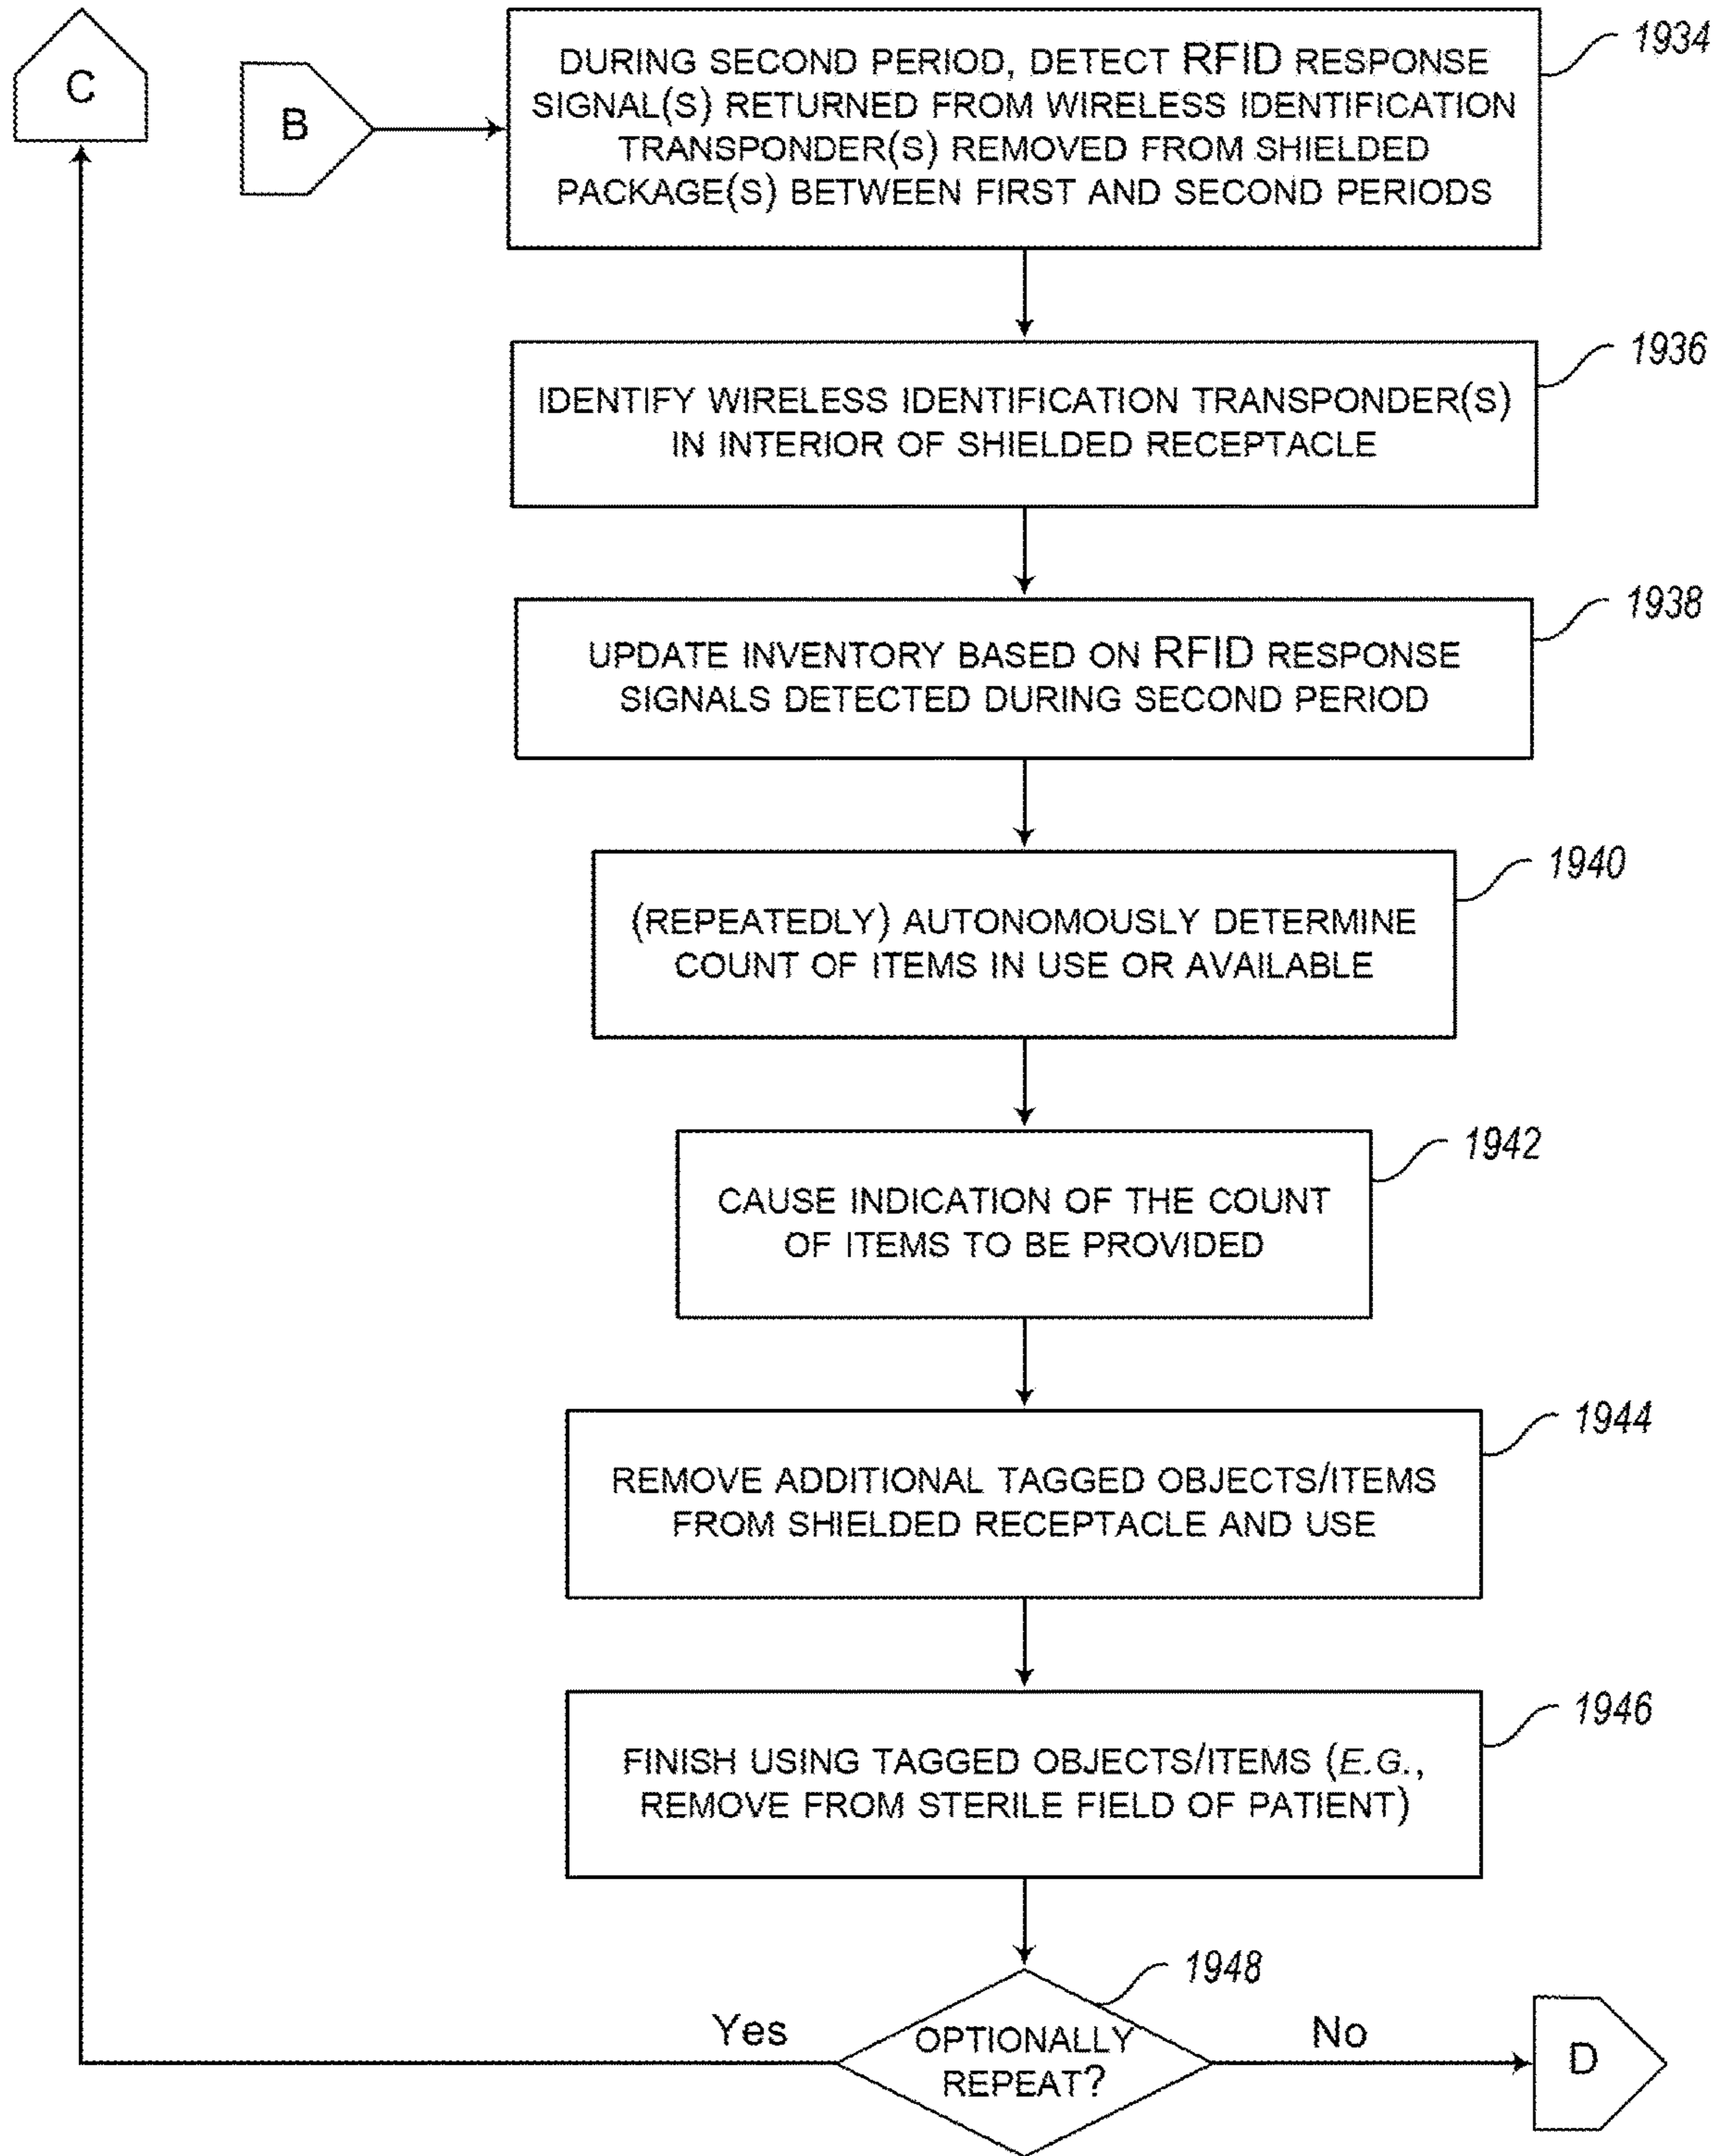 C
B
DURING SECOND PERIOD, DETECT RFID RESPONSE
SIGNAL(S) RETURNED FROM WIRELESS IDENTIFICATION
TRANSPONDER(S) REMOVED FROM SHIELDED
PACKAGE(S) BETWEEN FIRST AND SECOND PERIODS
1934
IDENTIFY WIRELESS IDENTIFICATION TRANSPONDER(S)
IN INTERIOR OF SHIELDED RECEPTACLE
1936
UPDATE INVENTORY BASED ON RFID RESPONSE
SIGNALS DETECTED DURING SECOND PERIOD
1938
(REPEATEDLY) AUTONOMOUSLY DETERMINE
COUNT OF ITEMS IN USE OR AVAILABLE
1940
CAUSE INDICATION OF THE COUNT
OF ITEMS TO BE PROVIDED
1942
REMOVE ADDITIONAL TAGGED OBJECTS/ITEMS
FROM SHIELDED RECEPTACLE AND USE
1944
FINISH USING TAGGED OBJECTS/ITEMS (E.G.,
REMOVE FROM STERILE FIELD OF PATIENT)
1946
OPTIONALLY
REPEAT?
1948
Yes
No
D